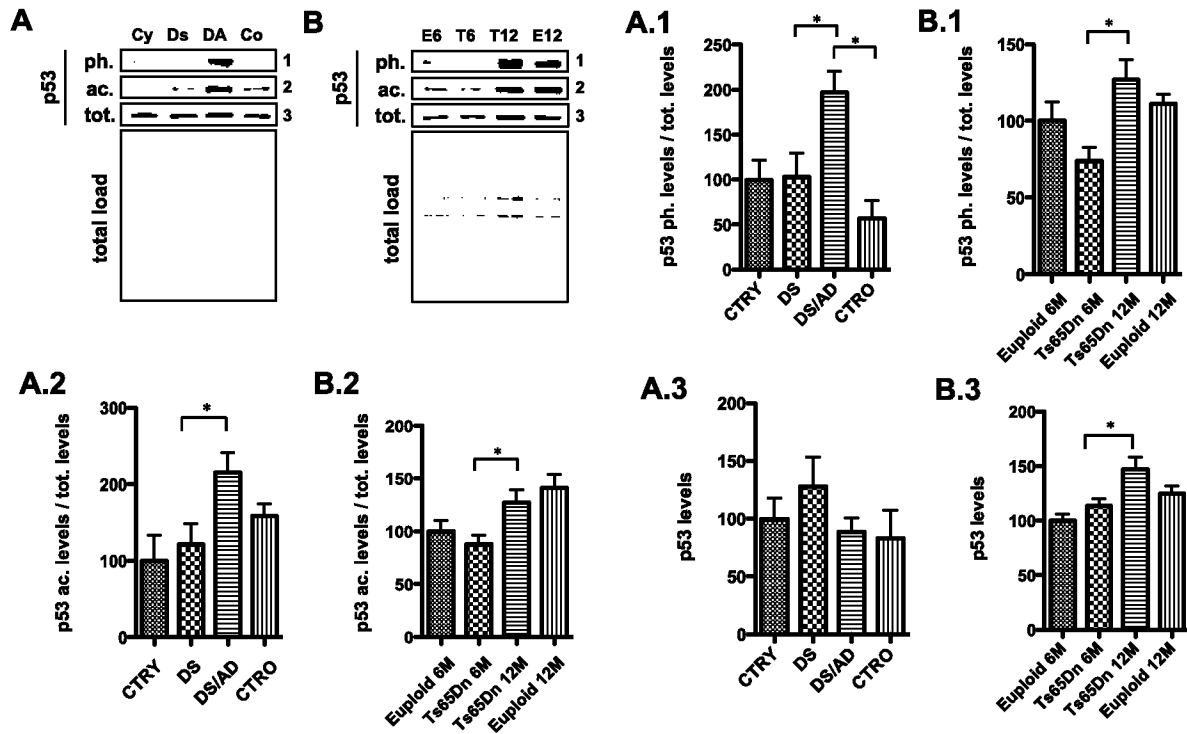 A
Cy Ds DA Co
p53
ph. 1
ac. 2
tot. 3
total load
B
E6 T6 T12 E12
p53
ph. 1
ac. 2
tot. 3
total load
A.1
p53 ph. levels / tot. levels
250
200
150
100
50
0
*
*
CTRY DS DS/AD CTRO
B.1
p53 ph. levels / tot. levels
150
100
50
0
*
Euploid 6M Ts65Dn 6M Ts65Dn 12M Euploid 12M
A.2
p53 ac. levels / tot. levels
300
200
100
0
*
CTRY DS DS/AD CTRO
B.2
p53 ac. levels / tot. levels
200
150
100
50
0
*
Euploid 6M Ts65Dn 6M Ts65Dn 12M Euploid 12M
A.3
p53 levels
200
150
100
50
0
CTRY DS DS/AD CTRO
B.3
p53 levels
200
150
100
50
0
*
Euploid 6M Ts65Dn 6M Ts65Dn 12M Euploid 12M